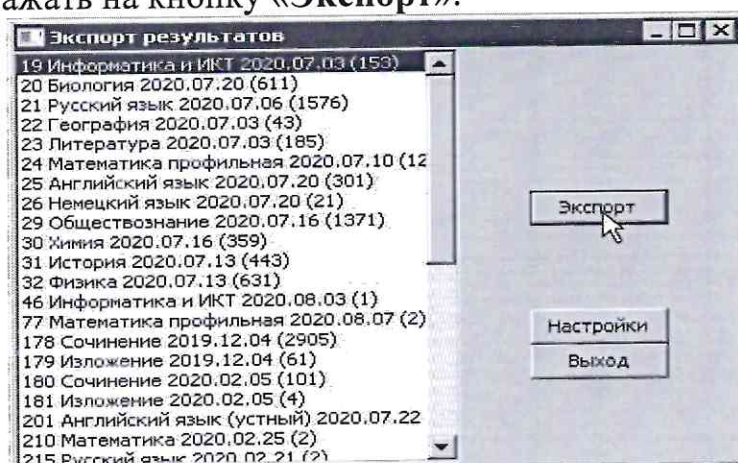 ажать на кнопку «Экспорт».
Экспорт результатов
19 Информатика и ИКТ 2020.07.03 (153)
20 Биология 2020.07.20 (611)
21 Русский язык 2020.07.06 (1576)
22 География 2020.07.03 (43)
23 Литература 2020.07.03 (185)
24 Математика профильная 2020.07.10 (12
25 Английский язык 2020.07.20 (301)
26 Немецкий язык 2020.07.20 (21)
29 Обществознание 2020.07.16 (1371)
30 Химия 2020.07.16 (359)
31 История 2020.07.13 (443)
32 Физика 2020.07.13 (631)
46 Информатика и ИКТ 2020.08.03 (1)
77 Математика профильная 2020.08.07 (2)
178 Сочинение 2019.12.04 (2905)
179 Изложение 2019.12.04 (61)
180 Сочинение 2020.02.05 (101)
181 Изложение 2020.02.05 (4)
201 Английский язык (устный) 2020.07.22
210 Математика 2020.02.25 (2)
215 Русский язык 2020.02.21 (2)
Экспорт
Настройки
Выход